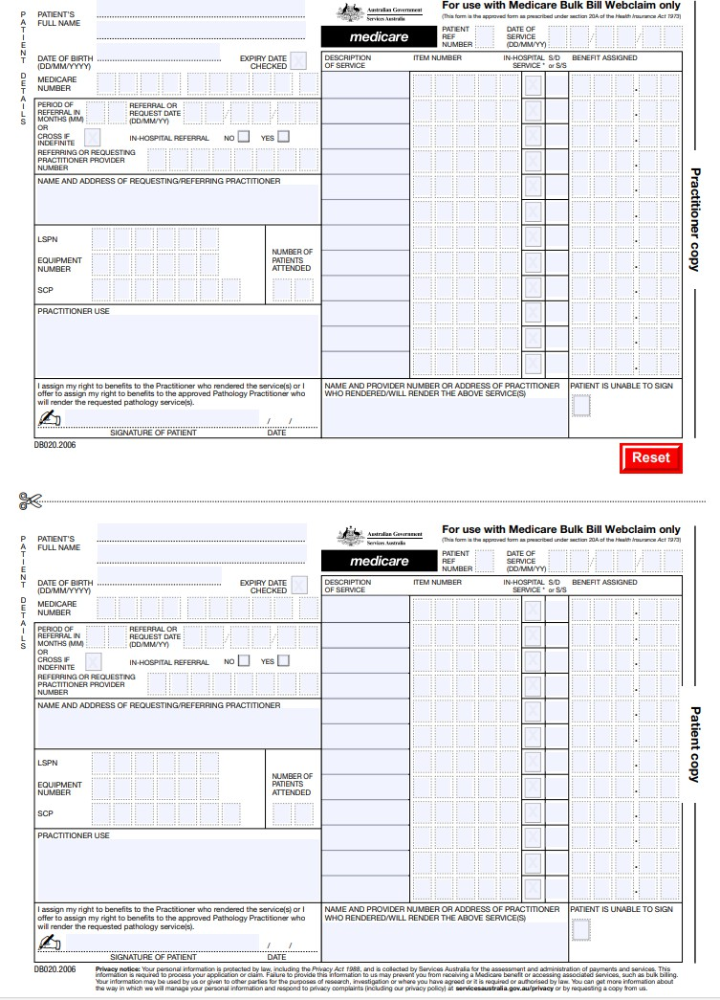 PATIENT DETAILS
PATIENT'S
FULL NAME
DATE OF BIRTH
(DD/MM/YYYY)
EXPIRY DATE
CHECKED
MEDICARE
NUMBER
PERIOD OF
REFERRAL IN
MONTHS (MM)
OR
CROSS IF
INDEFINITE
REFERRAL OR
REQUEST DATE
(DD/MM/YY)
/ /
X
IN-HOSPITAL REFERRAL NO YES
REFERRING OR REQUESTING
PRACTITIONER PROVIDER
NUMBER
NAME AND ADDRESS OF REQUESTING/REFERRING PRACTITIONER
LSPN
EQUIPMENT
NUMBER
SCP
NUMBER OF
PATIENTS
ATTENDED
PRACTITIONER USE
I assign my right to benefits to the Practitioner who rendered the service(s) or I
offer to assign my right to benefits to the approved Pathology Practitioner who
will render the requested pathology service(s).
/ /
SIGNATURE OF PATIENT DATE
DB020.2006
Australian Government
Services Australia
medicare
For use with Medicare Bulk Bill Webclaim only
(This form is the approved form as prescribed under section 20A of the Health Insurance Act 1973)
PATIENT
REF
NUMBER
DATE OF
SERVICE
(DD/MM/YY)
/ /
DESCRIPTION
OF SERVICE
ITEM NUMBER
IN-HOSPITAL
SERVICE *
S/D
or S/S
BENEFIT ASSIGNED
X
X
X
X
X
X
X
X
X
X
X
X
NAME AND PROVIDER NUMBER OR ADDRESS OF PRACTITIONER
WHO RENDERED/WILL RENDER THE ABOVE SERVICE(S)
PATIENT IS UNABLE TO SIGN
Practitioner copy
Reset
PATIENT DETAILS
PATIENT'S
FULL NAME
DATE OF BIRTH
(DD/MM/YYYY)
EXPIRY DATE
CHECKED
MEDICARE
NUMBER
PERIOD OF
REFERRAL IN
MONTHS (MM)
OR
CROSS IF
INDEFINITE
REFERRAL OR
REQUEST DATE
(DD/MM/YY)
/ /
X
IN-HOSPITAL REFERRAL NO YES
REFERRING OR REQUESTING
PRACTITIONER PROVIDER
NUMBER
NAME AND ADDRESS OF REQUESTING/REFERRING PRACTITIONER
LSPN
EQUIPMENT
NUMBER
SCP
NUMBER OF
PATIENTS
ATTENDED
PRACTITIONER USE
I assign my right to benefits to the Practitioner who rendered the service(s) or I
offer to assign my right to benefits to the approved Pathology Practitioner who
will render the requested pathology service(s).
/ /
SIGNATURE OF PATIENT DATE
DB020.2006
Australian Government
Services Australia
medicare
For use with Medicare Bulk Bill Webclaim only
(This form is the approved form as prescribed under section 20A of the Health Insurance Act 1973)
PATIENT
REF
NUMBER
DATE OF
SERVICE
(DD/MM/YY)
/ /
DESCRIPTION
OF SERVICE
ITEM NUMBER
IN-HOSPITAL
SERVICE *
S/D
or S/S
BENEFIT ASSIGNED
X
X
X
X
X
X
X
X
X
X
X
X
NAME AND PROVIDER NUMBER OR ADDRESS OF PRACTITIONER
WHO RENDERED/WILL RENDER THE ABOVE SERVICE(S)
PATIENT IS UNABLE TO SIGN
Patient copy
Privacy notice: Your personal information is protected by law, including the Privacy Act 1988, and is collected by Services Australia for the assessment and administration of payments and services. This
information is required to process your application or claim. Failure to provide this information to us may prevent you from receiving a Medicare benefit or accessing associated services, such as bulk billing.
Your information may be used by us or given to other parties for the purposes of research, investigation or where you have agreed or it is required or authorised by law. You can get more information about
the way in which we will manage your personal information and respond to privacy complaints (including our privacy policy) at servicesaustralia.gov.au/privacy or by requesting a copy from us.